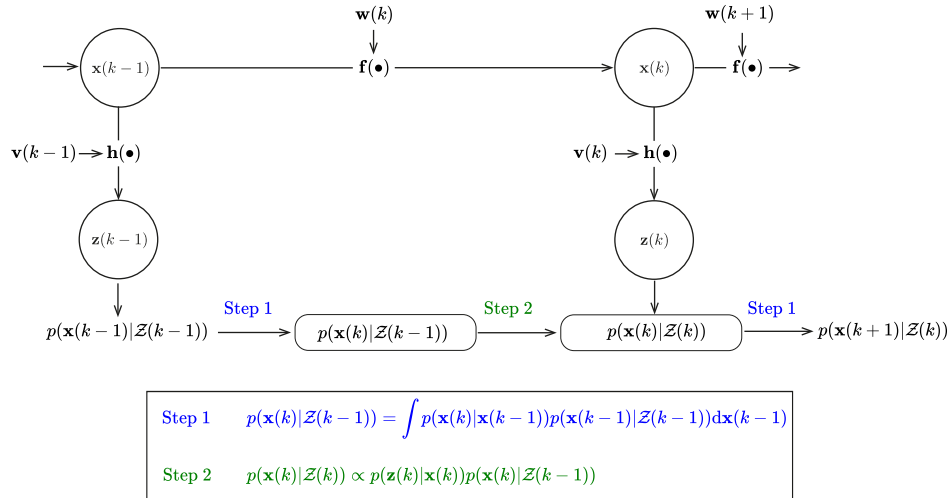 w(k) w(k + 1)
x(k − 1) f(•) x(k) f(•)
v(k − 1) h(•) v(k) h(•)
z(k − 1) z(k)
Step 1 Step 2 Step 1
p(x(k − 1)|𝒵(k − 1)) p(x(k)|𝒵(k − 1)) p(x(k)|𝒵(k)) p(x(k + 1)|𝒵(k))
Step 1 p(x(k)|𝒵(k − 1)) = ∫ p(x(k)|x(k − 1))p(x(k − 1)|𝒵(k − 1))dx(k − 1)
Step 2 p(x(k)|𝒵(k)) ∝ p(z(k)|x(k))p(x(k)|𝒵(k − 1))